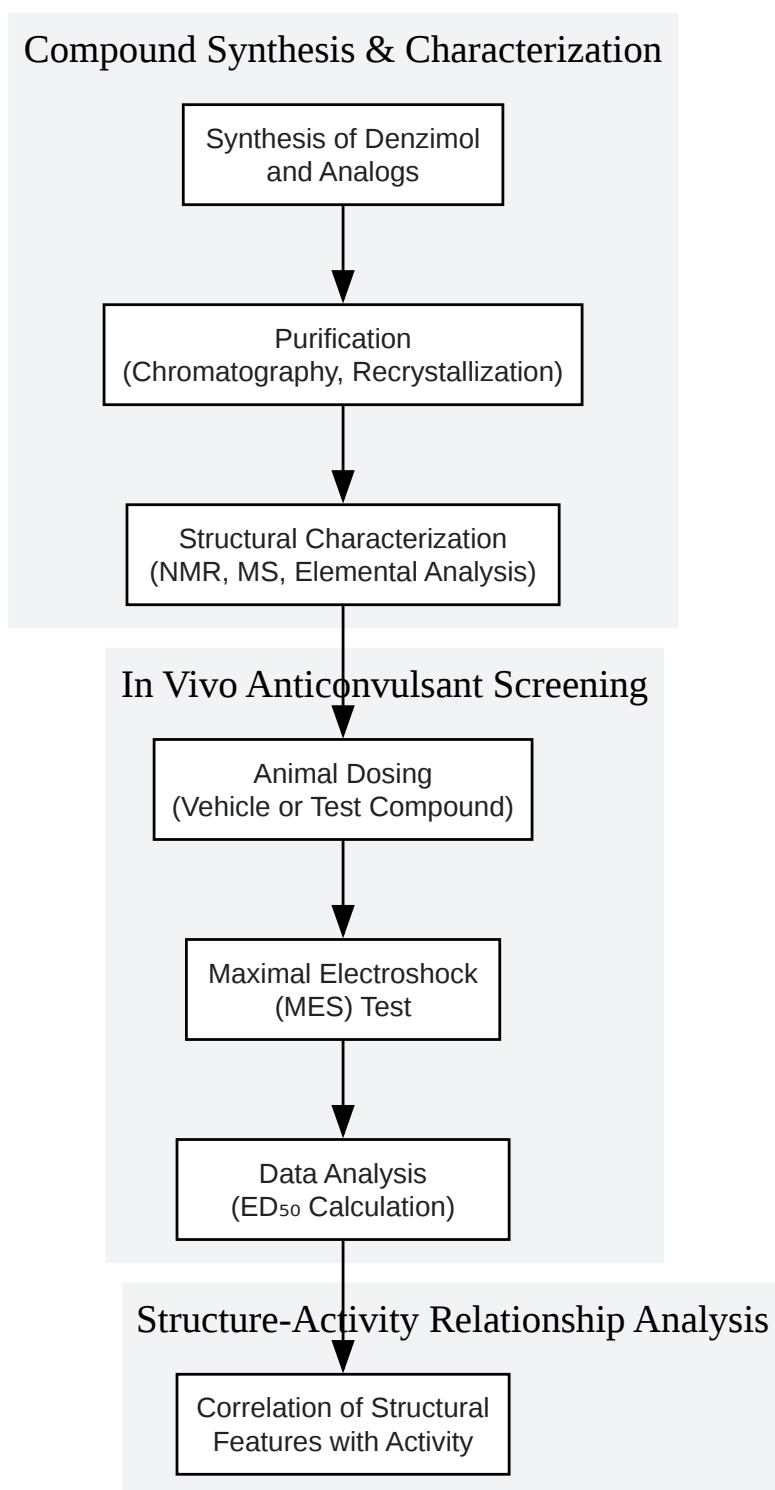 Compound Synthesis & Characterization
Synthesis of Denzimol
and Analogs
Purification
(Chromatography, Recrystallization)
Structural Characterization
(NMR, MS, Elemental Analysis)
In Vivo Anticonvulsant Screening
Animal Dosing
(Vehicle or Test Compound)
Maximal Electroshock
(MES) Test
Data Analysis
(ED₅₀ Calculation)
Structure-Activity Relationship Analysis
Correlation of Structural
Features with Activity